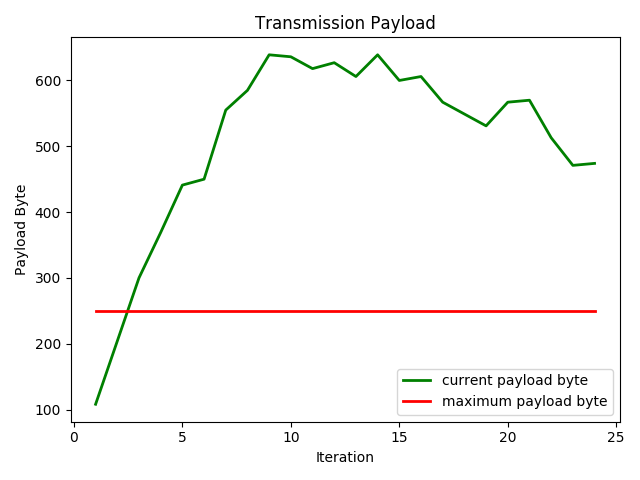 Transmission Payload
Payload Byte
600
500
400
300
200
100
current payload byte
maximum payload byte
0
5
10
15
20
25
Iteration